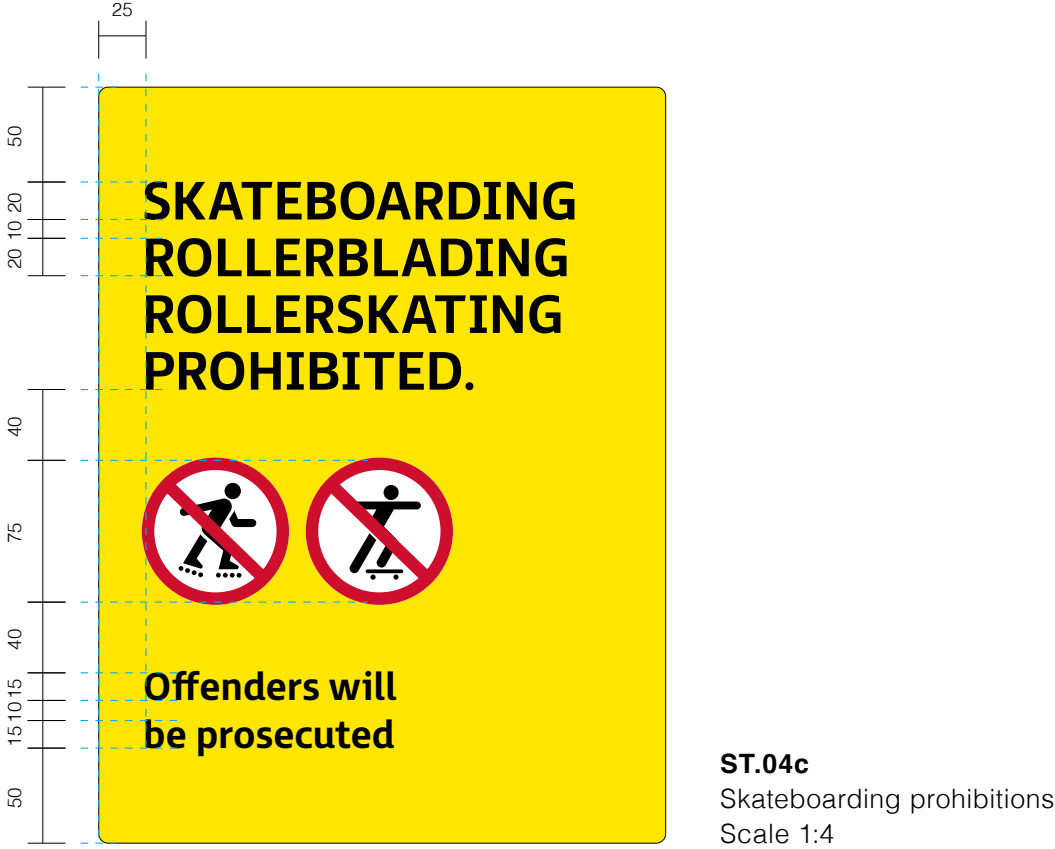 25
50
20
10
20
40
75
40
15
10
15
50
SKATEBOARDING
ROLLERBLADING
ROLLERSKATING
PROHIBITED.
Offenders will
be prosecuted
ST.04c
Skateboarding prohibitions
Scale 1:4